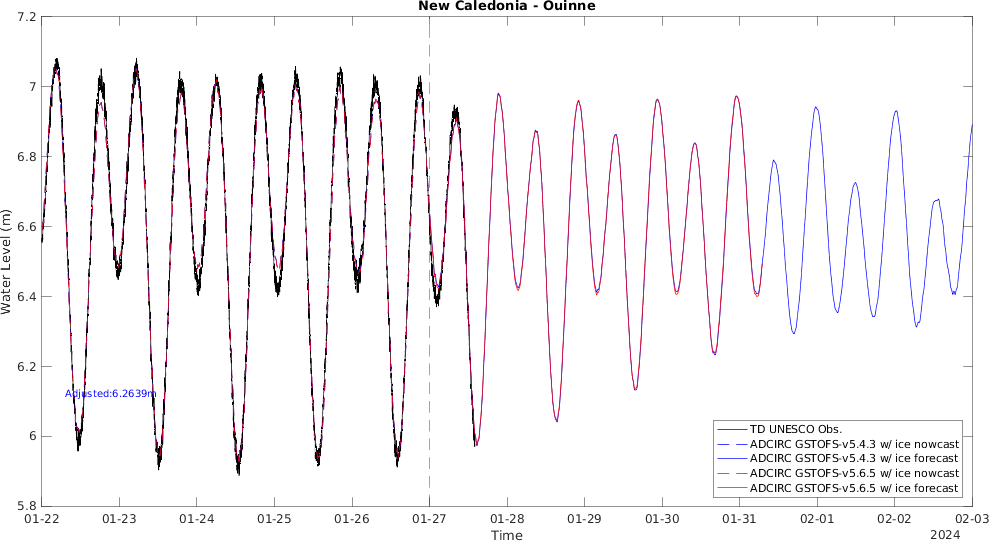 New Caledonia - Ouinne
7.2
7
6.8
6.6
6.4
6.2
6
5.8
Water Level (m)
Adjusted:6.2639m
TD UNESCO Obs.
ADCIRC GSTOFS-v5.4.3 w/ ice nowcast
ADCIRC GSTOFS-v5.4.3 w/ ice forecast
ADCIRC GSTOFS-v5.6.5 w/ ice nowcast
ADCIRC GSTOFS-v5.6.5 w/ ice forecast
01-22 01-23 01-24 01-25 01-26 01-27 01-28 01-29 01-30 01-31 02-01 02-02 02-03
Time
2024